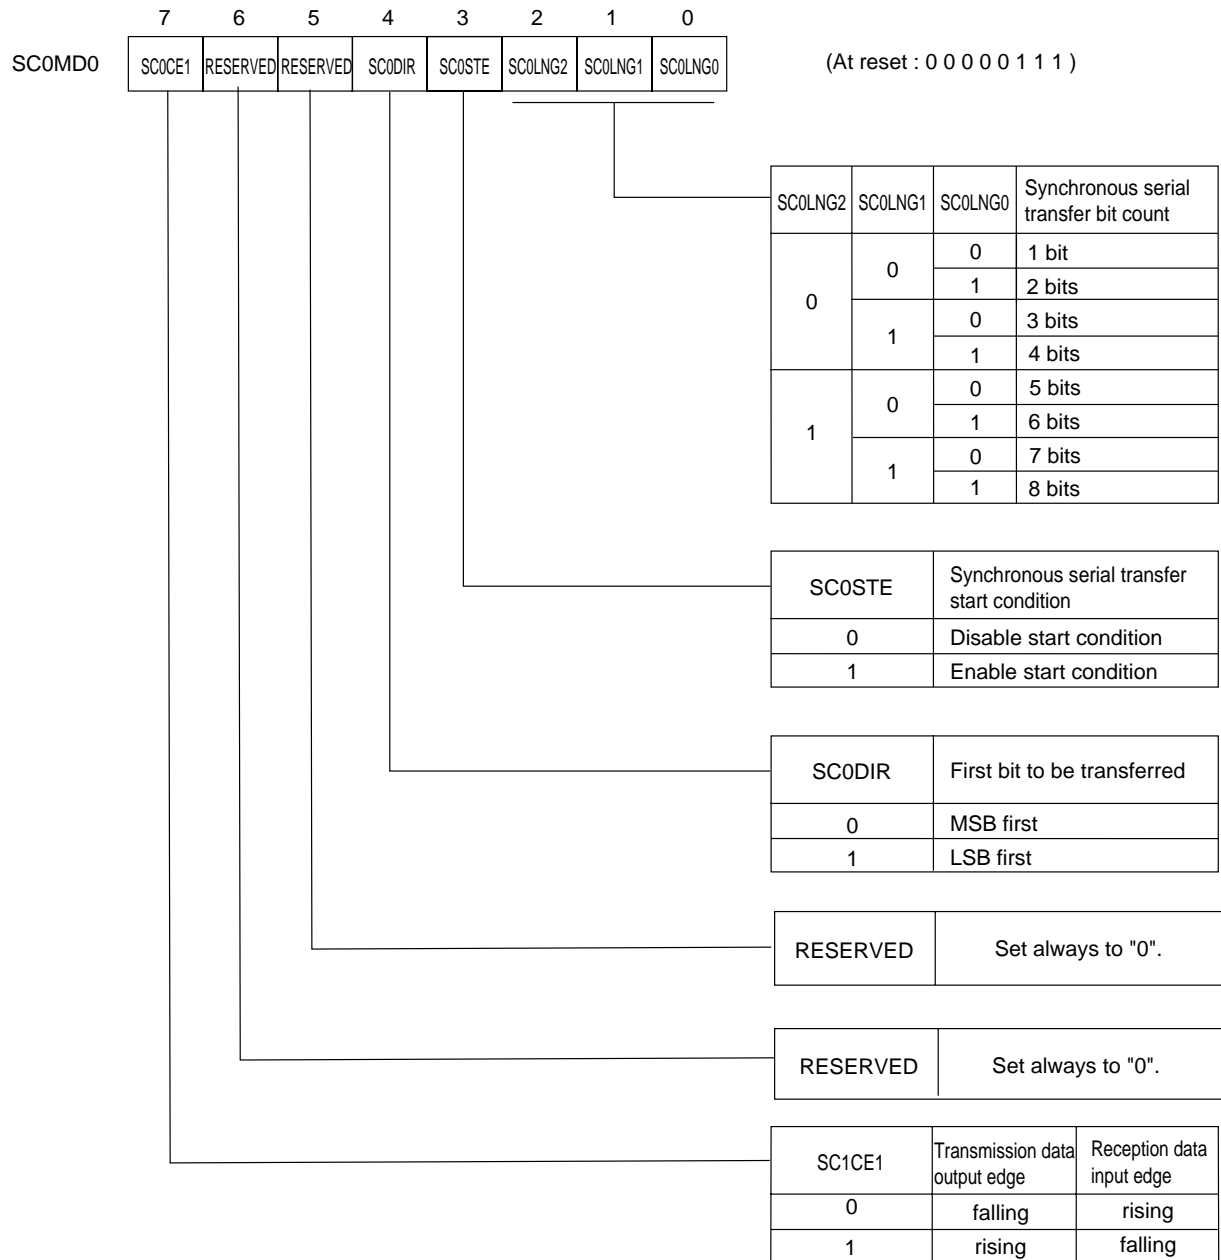 7 6 5 4 3 2 1 0
SC0MD0 SC0CE1 RESERVED RESERVED SC0DIR SC0STE SC0LNG2 SC0LNG1 SC0LNG0 (At reset : 0 0 0 0 0 1 1 1 )
SC0LNG2 SC0LNG1 SC0LNG0 Synchronous serial
transfer bit count
0 0 0 1 bit
1 2 bits
1 0 3 bits
1 4 bits
1 0 0 5 bits
1 6 bits
1 0 7 bits
1 8 bits
SC0STE Synchronous serial transfer
start condition
0 Disable start condition
1 Enable start condition
SC0DIR First bit to be transferred
0 MSB first
1 LSB first
RESERVED Set always to "0".
RESERVED Set always to "0".
SC1CE1 Transmission data Reception data
output edge input edge
0 falling rising
1 rising falling